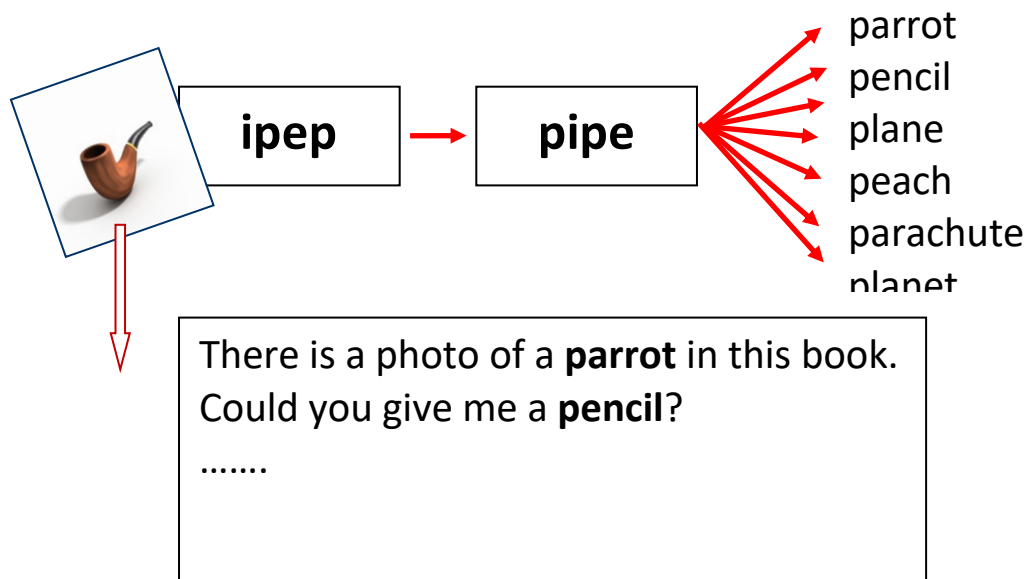 ipep
pipe
parrot
pencil
plane
peach
parachute
planet
There is a photo of a parrot in this book.
Could you give me a pencil?
…….